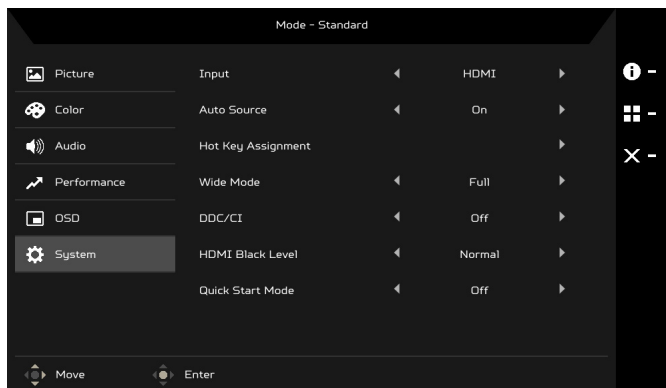 Mode - Standard
Picture
Input HDMI
Color
Auto Source On
Audio
Hot Key Assignment
Performance
Wide Mode Full
OSD
DDC/CI Off
System
HDMI Black Level Normal
Quick Start Mode Off
Move Enter